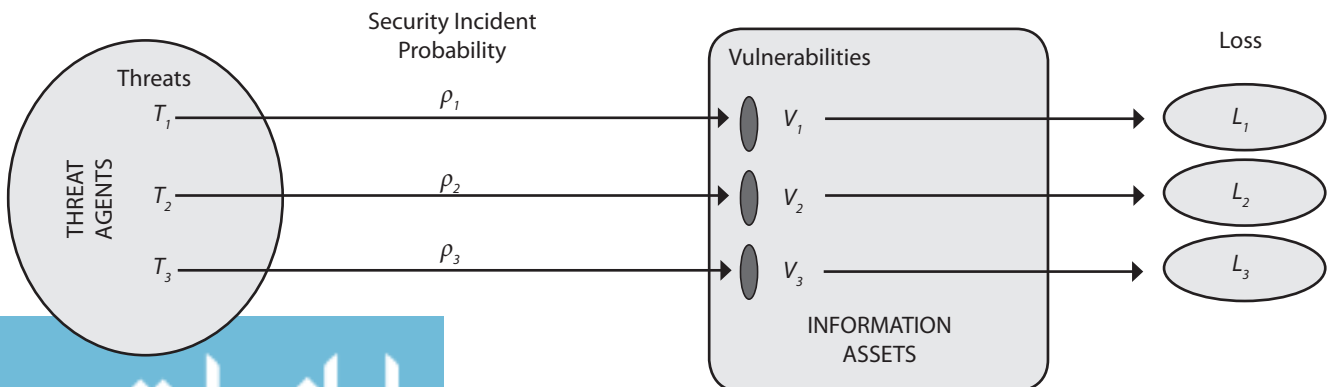 Security Incident
Probability
Loss
Vulnerabilities
Threats
T₁
ρ₁
V₁
L₁
THREAT
AGENTS
T₂
ρ₂
V₂
L₂
T₃
ρ₃
V₃
L₃
INFORMATION
ASSETS